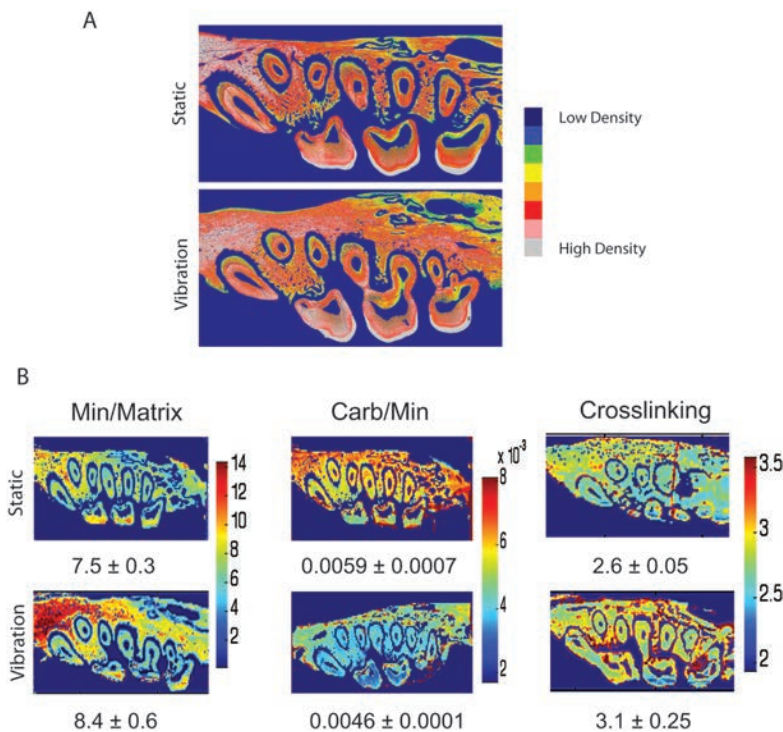 A
Static
Vibration
Low Density
High Density
B
Min/Matrix
Carb/Min
Crosslinking
Static
14
12
10
8
6
4
2
8
6
4
2
× 10⁻³
3.5
3
2.5
2
7.5 ± 0.3
0.0059 ± 0.0007
2.6 ± 0.05
Vibration
8.4 ± 0.6
0.0046 ± 0.0001
3.1 ± 0.25